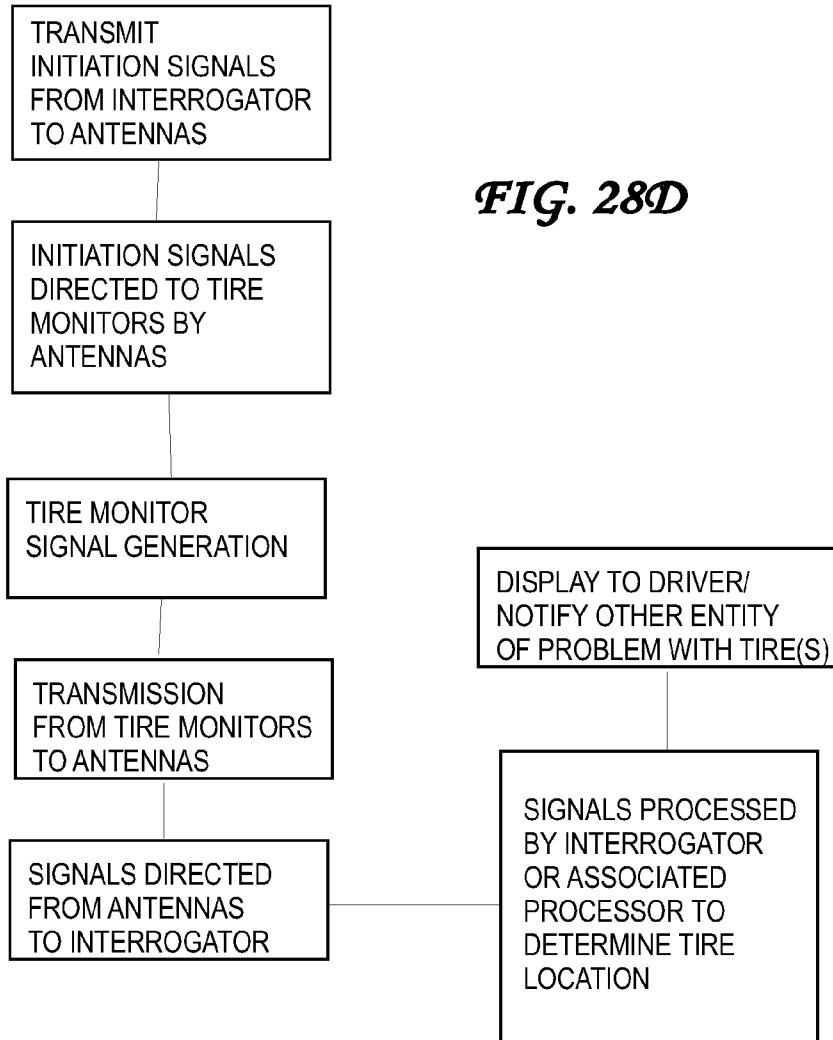 TRANSMIT
INITIATION SIGNALS
FROM INTERROGATOR
TO ANTENNAS
FIG. 28D
INITIATION SIGNALS
DIRECTED TO TIRE
MONITORS BY
ANTENNAS
TIRE MONITOR
SIGNAL GENERATION
TRANSMISSION
FROM TIRE MONITORS
TO ANTENNAS
SIGNALS DIRECTED
FROM ANTENNAS
TO INTERROGATOR
SIGNALS PROCESSED
BY INTERROGATOR
OR ASSOCIATED
PROCESSOR TO
DETERMINE TIRE
LOCATION
DISPLAY TO DRIVER/
NOTIFY OTHER ENTITY
OF PROBLEM WITH TIRE(S)